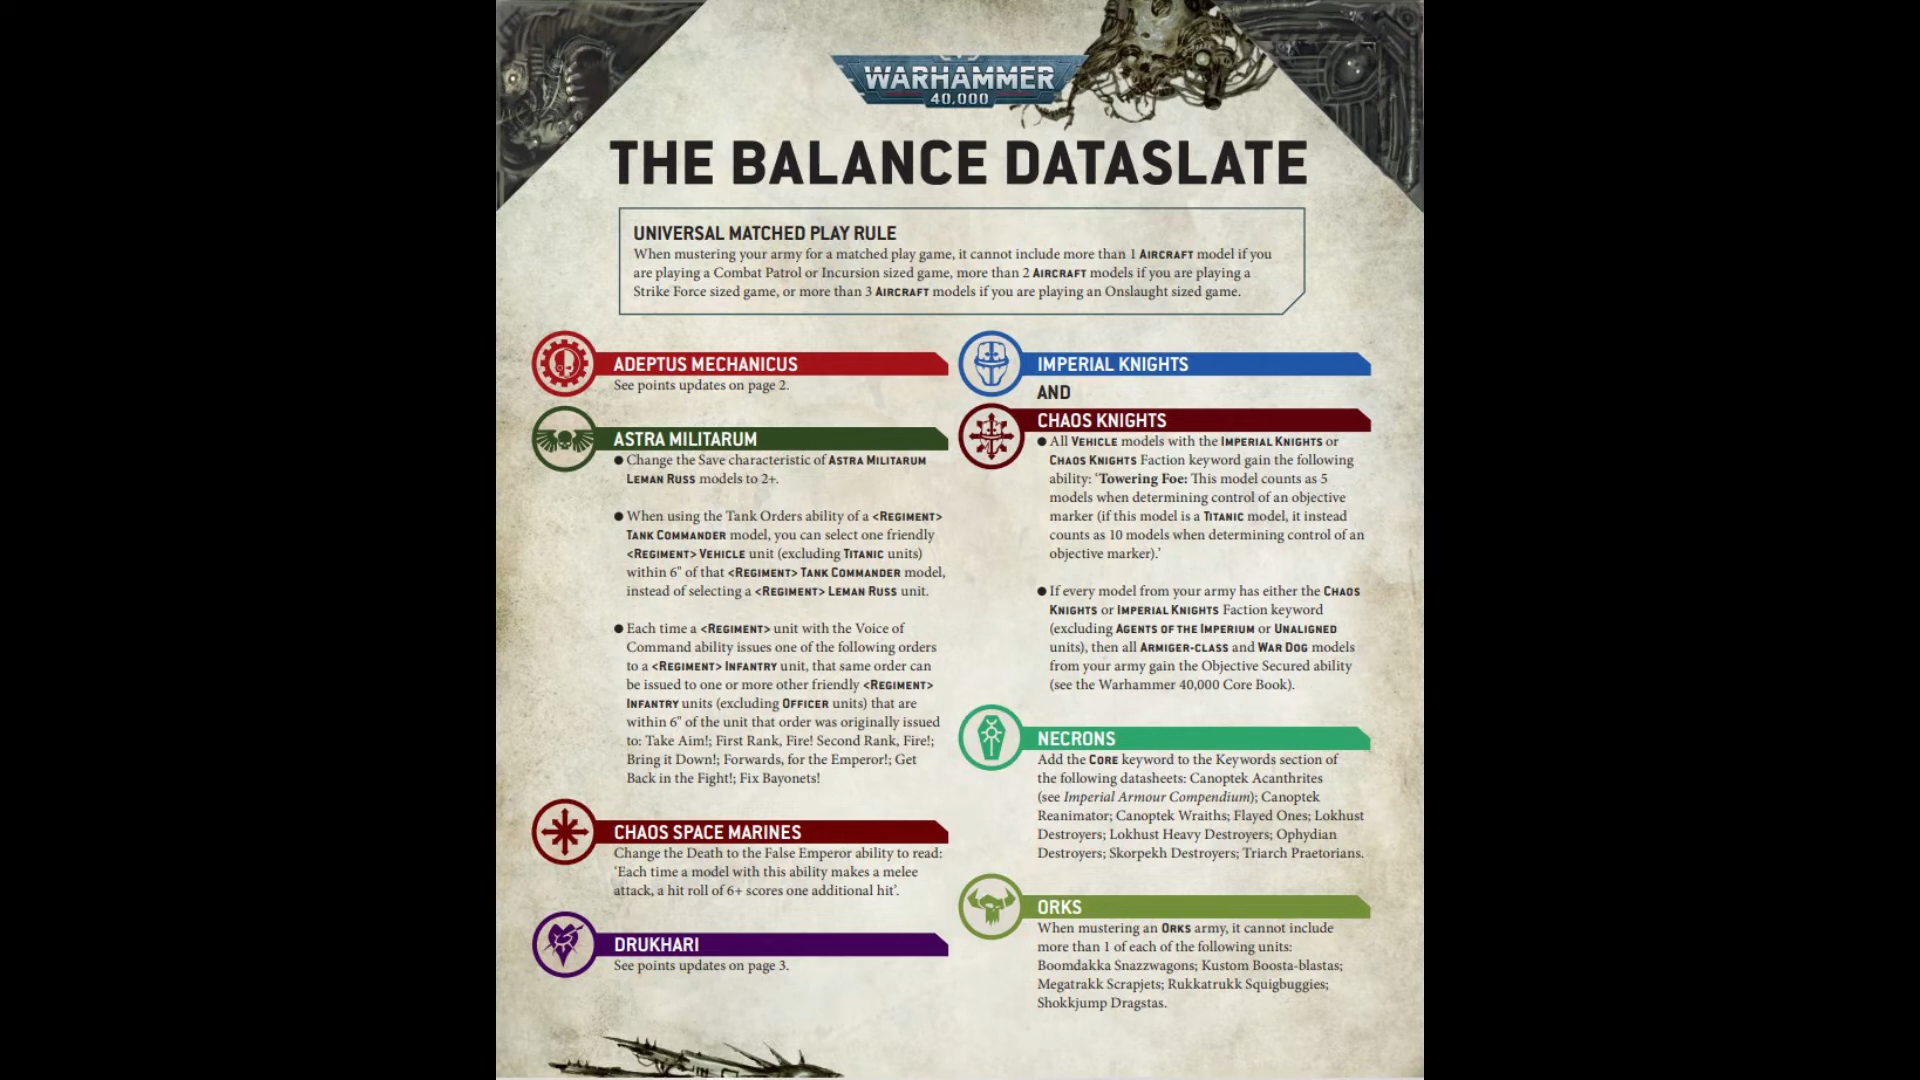 WARHAMMER
40,000
THE BALANCE DATASLATE
UNIVERSAL MATCHED PLAY RULE
When mustering your army for a matched play game, it cannot include more than 1 AIRCRAFT model if you
are playing a Combat Patrol or Incursion sized game, more than 2 AIRCRAFT models if you are playing a
Strike Force sized game, or more than 3 AIRCRAFT models if you are playing an Onslaught sized game.
ADEPTUS MECHANICUS
See points updates on page 2.
ASTRA MILITARUM
● Change the Save characteristic of ASTRA MILITARUM
LEMAN RUSS models to 2+.
● When using the Tank Orders ability of a <REGIMENT>
TANK COMMANDER model, you can select one friendly
<REGIMENT> VEHICLE unit (excluding TITANIC units)
within 6" of that <REGIMENT> TANK COMMANDER model,
instead of selecting a <REGIMENT> LEMAN RUSS unit.
● Each time a <REGIMENT> unit with the Voice of
Command ability issues one of the following orders
to a <REGIMENT> INFANTRY unit, that same order can
be issued to one or more other friendly <REGIMENT>
INFANTRY units (excluding OFFICER units) that are
within 6" of the unit that order was originally issued
to: Take Aim!; First Rank, Fire! Second Rank, Fire!;
Bring it Down!; Forwards, for the Emperor!; Get
Back in the Fight!; Fix Bayonets!
CHAOS SPACE MARINES
Change the Death to the False Emperor ability to read:
‘Each time a model with this ability makes a melee
attack, a hit roll of 6+ scores one additional hit’.
DRUKHARI
See points updates on page 3.
IMPERIAL KNIGHTS
AND
CHAOS KNIGHTS
● All VEHICLE models with the IMPERIAL KNIGHTS or
CHAOS KNIGHTS Faction keyword gain the following
ability: ‘Towering Foe: This model counts as 5
models when determining control of an objective
marker (if this model is a TITANIC model, it instead
counts as 10 models when determining control of an
objective marker).’
● If every model from your army has either the CHAOS
KNIGHTS or IMPERIAL KNIGHTS Faction keyword
(excluding AGENTS OF THE IMPERIUM or UNALIGNED
units), then all ARMIGER-CLASS and WAR DOG models
from your army gain the Objective Secured ability
(see the Warhammer 40,000 Core Book).
NECRONS
Add the CORE keyword to the Keywords section of
the following datasheets: Canoptek Acanthrites
(see Imperial Armour Compendium); Canoptek
Reanimator; Canoptek Wraiths; Flayed Ones; Lokhust
Destroyers; Lokhust Heavy Destroyers; Ophydian
Destroyers; Skorpekh Destroyers; Triarch Praetorians.
ORKS
When mustering an ORKS army, it cannot include
more than 1 of each of the following units:
Boomdakka Snazzwagons; Kustom Boosta-blastas;
Megatrakk Scrapjets; Rukkatrukk Squigbuggies;
Shokkjump Dragstas.